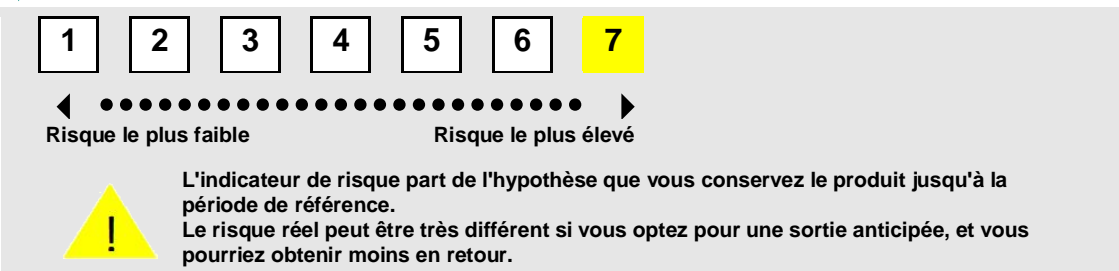 1 2 3 4 5 6 7
Risque le plus faible Risque le plus élevé
L'indicateur de risque part de l'hypothèse que vous conservez le produit jusqu'à la
période de référence.
Le risque réel peut être très différent si vous optez pour une sortie anticipée, et vous
pourriez obtenir moins en retour.
!